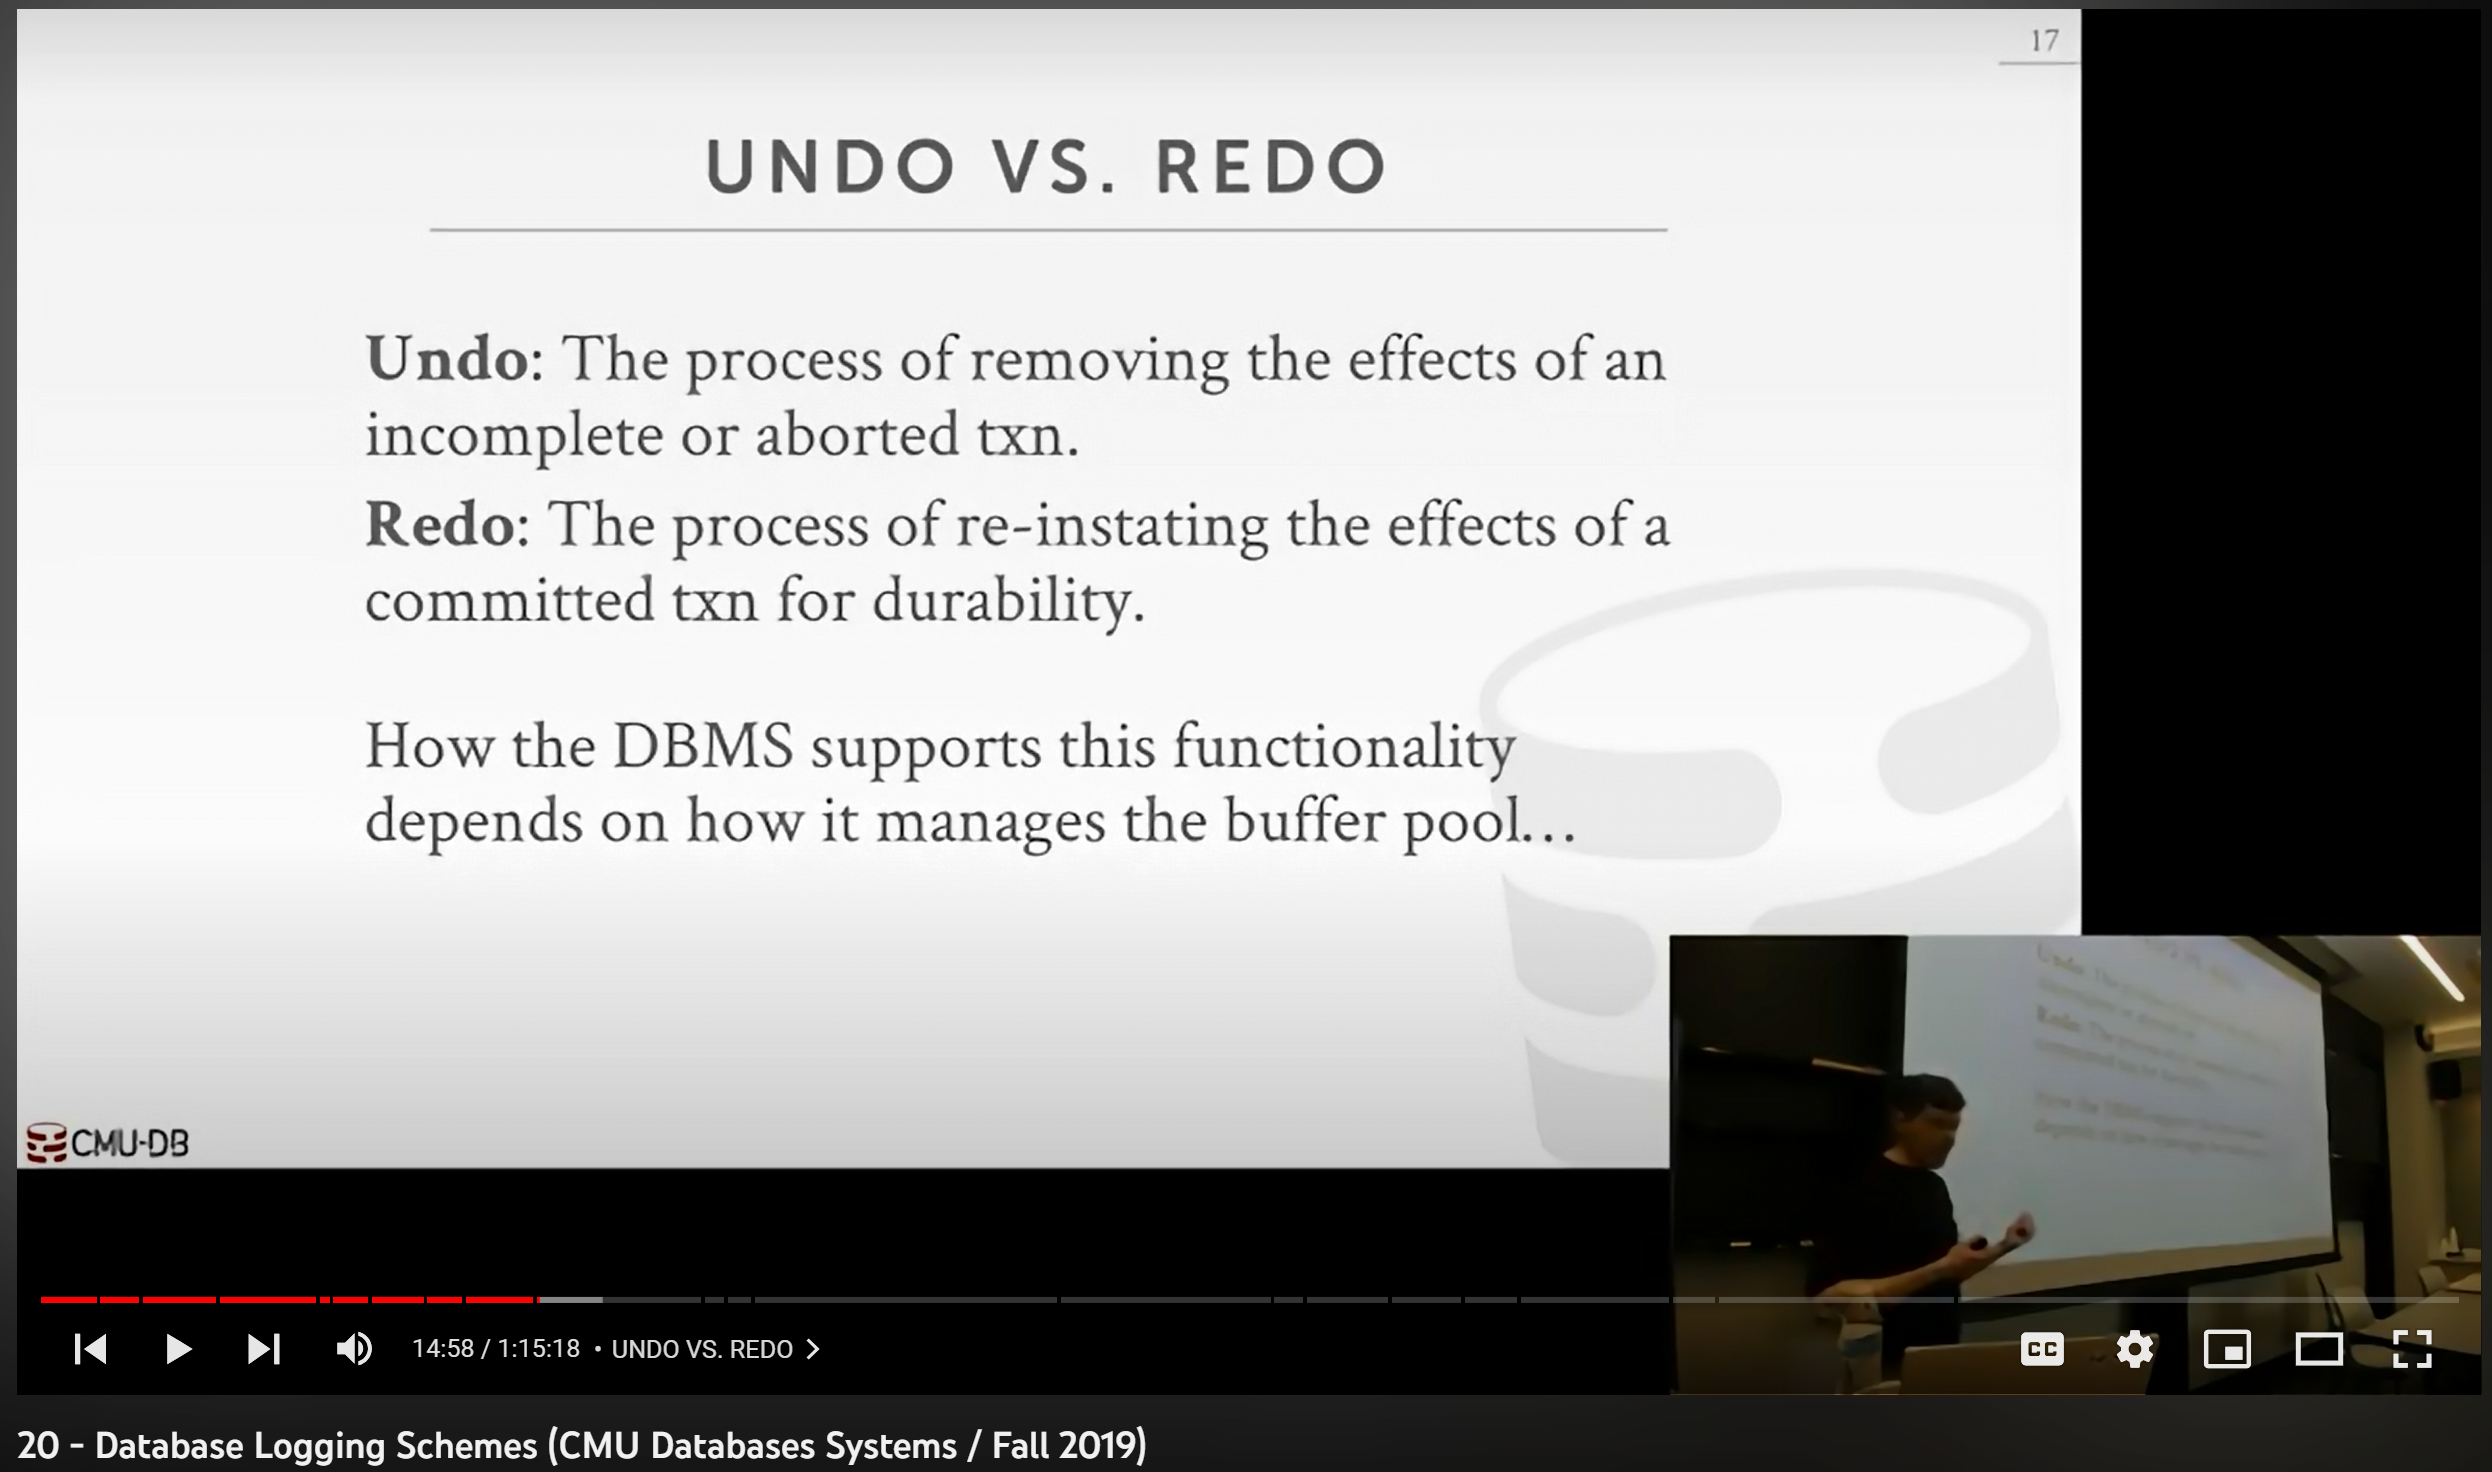 17
UNDO VS. REDO
Undo: The process of removing the effects of an
incomplete or aborted txn.
Redo: The process of re-instating the effects of a
committed txn for durability.
How the DBMS supports this functionality
depends on how it manages the buffer pool...
CMU-DB
14:58 / 1:15:18 • UNDO VS. REDO
CC
20 - Database Logging Schemes (CMU Databases Systems / Fall 2019)